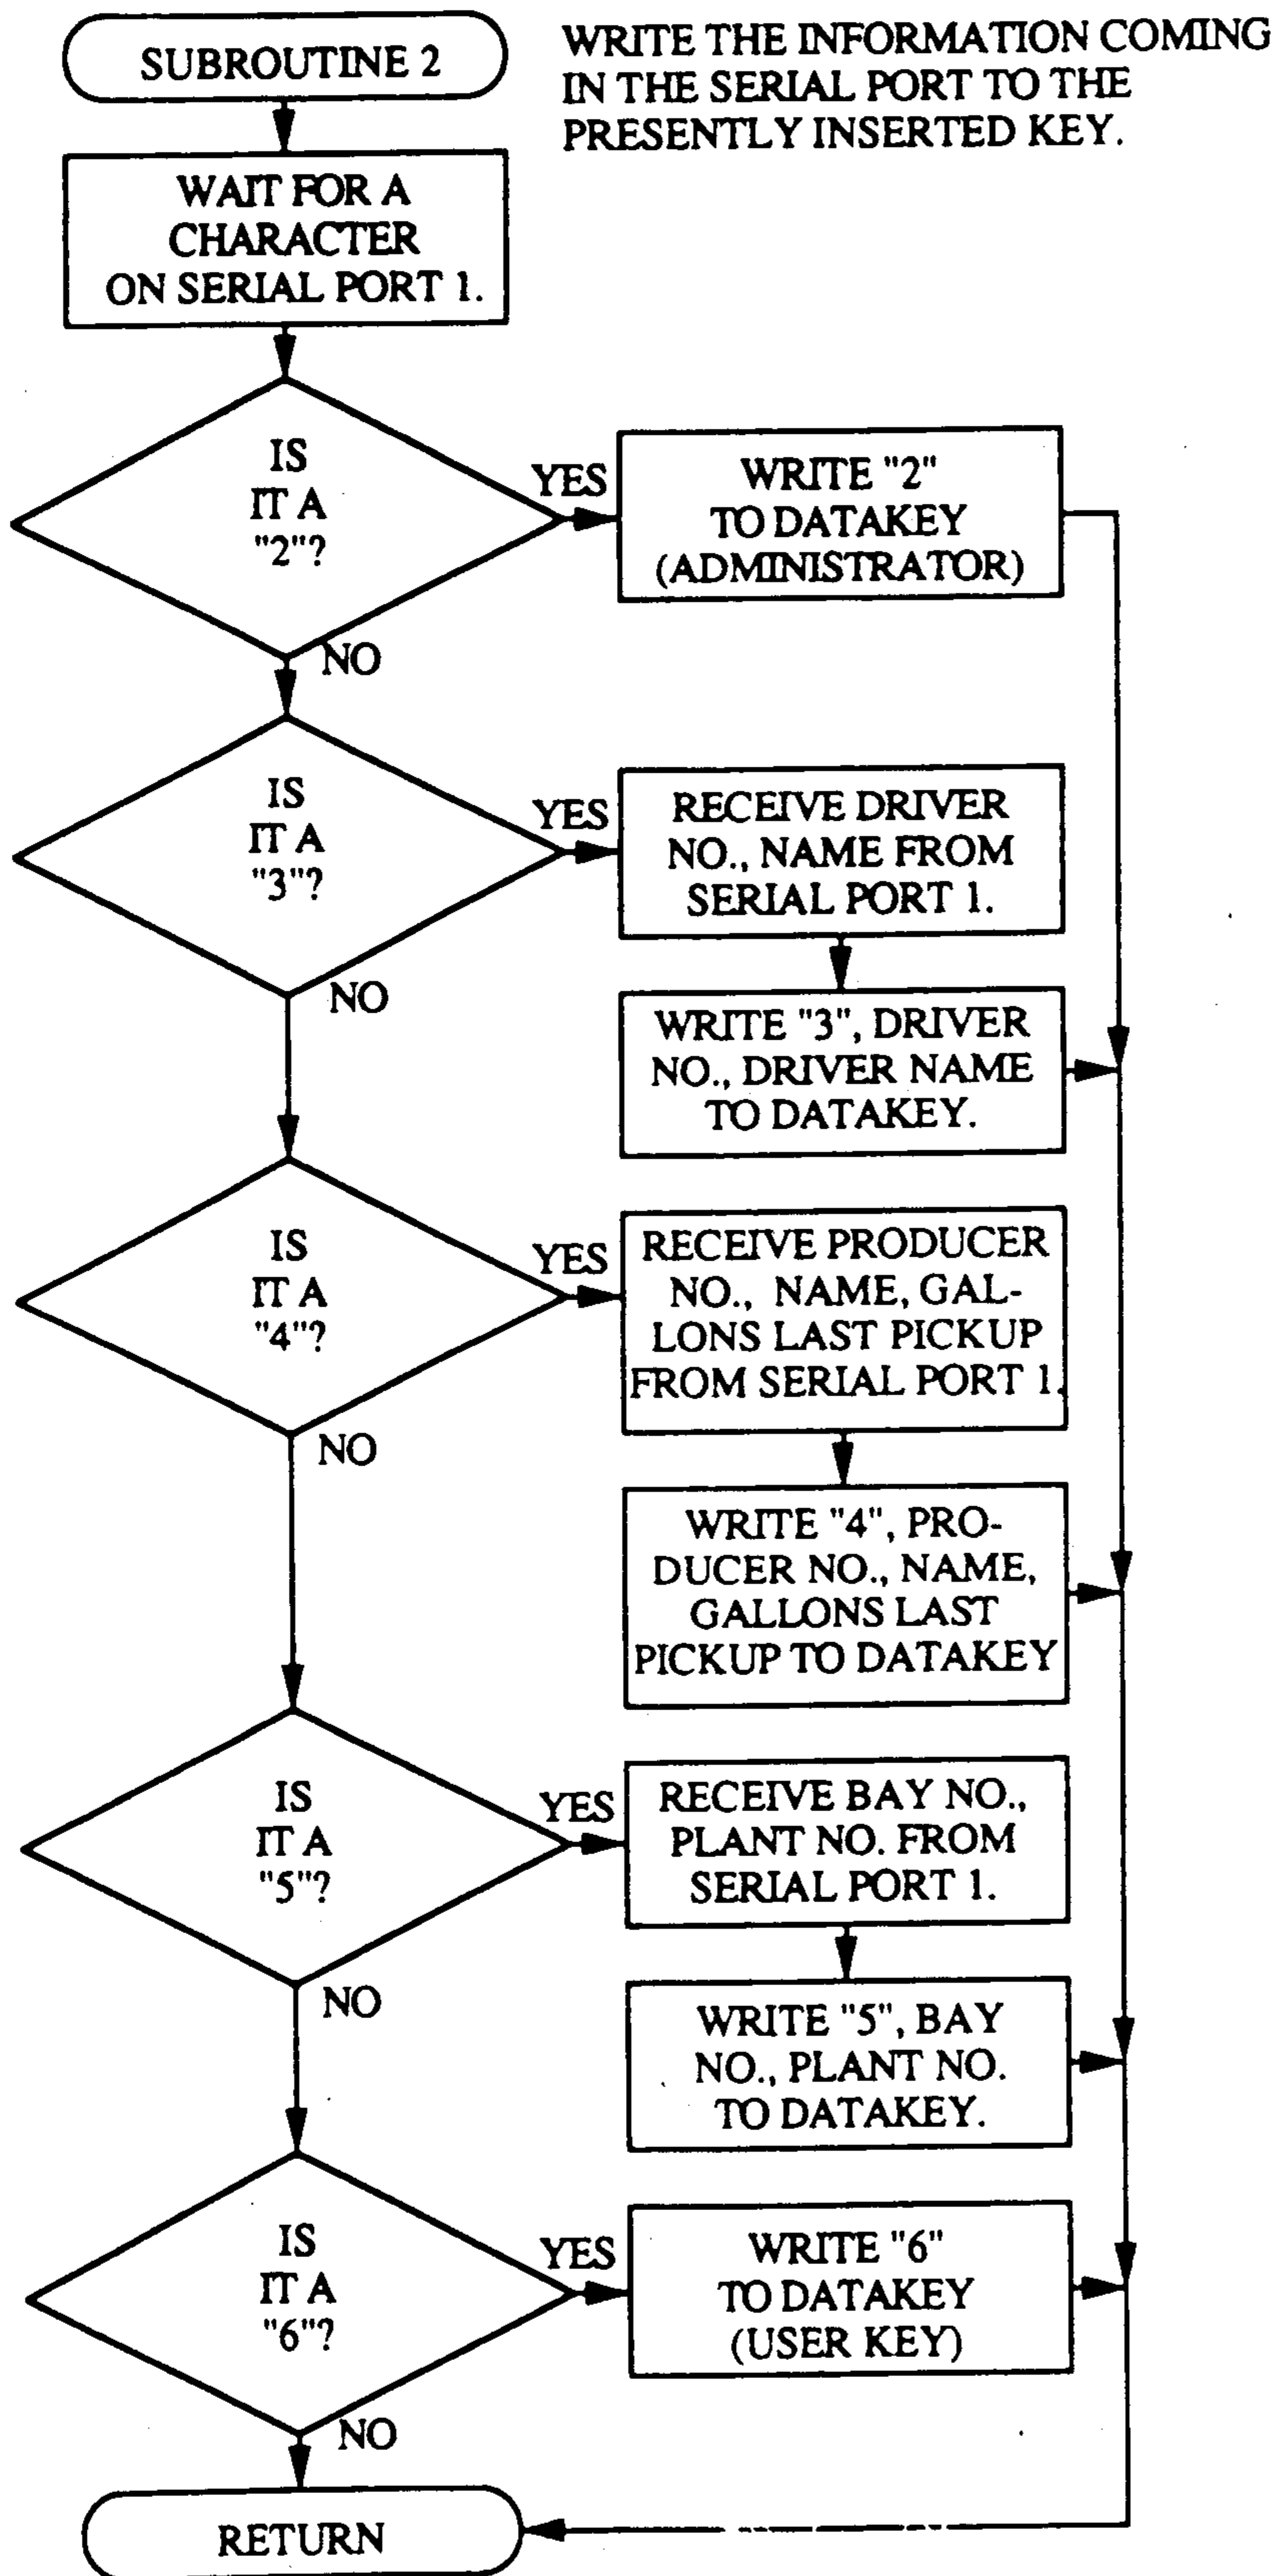 SUBROUTINE 2
WRITE THE INFORMATION COMING
IN THE SERIAL PORT TO THE
PRESENTLY INSERTED KEY.
WAIT FOR A
CHARACTER
ON SERIAL PORT 1.
IS
IT A
"2"?
YES
WRITE "2"
TO DATAKEY
(ADMINISTRATOR)
NO
IS
IT A
"3"?
YES
RECEIVE DRIVER
NO., NAME FROM
SERIAL PORT 1.
NO
WRITE "3", DRIVER
NO., DRIVER NAME
TO DATAKEY.
IS
IT A
"4"?
YES
RECEIVE PRODUCER
NO., NAME, GAL-
LONS LAST PICKUP
FROM SERIAL PORT 1.
NO
WRITE "4", PRO-
DUCER NO., NAME,
GALLONS LAST
PICKUP TO DATAKEY
IS
IT A
"5"?
YES
RECEIVE BAY NO.,
PLANT NO. FROM
SERIAL PORT 1.
NO
WRITE "5", BAY
NO., PLANT NO.
TO DATAKEY.
IS
IT A
"6"?
YES
WRITE "6"
TO DATAKEY
(USER KEY)
NO
RETURN